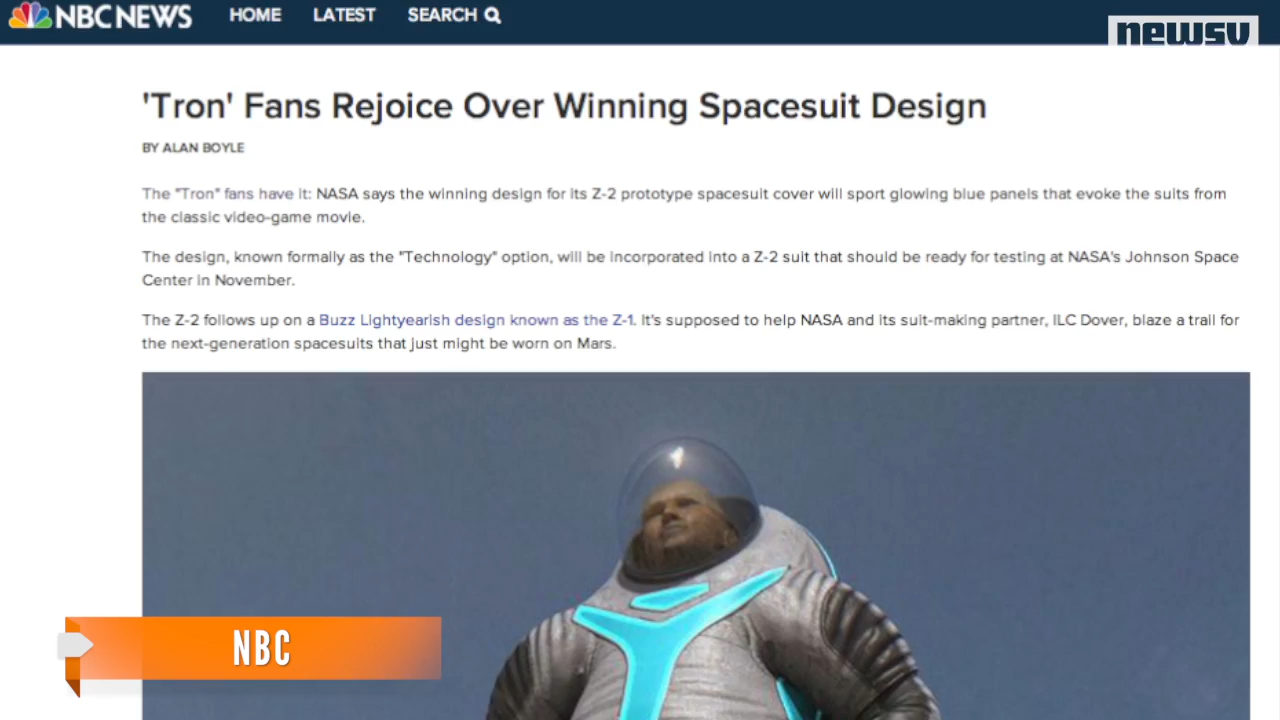 NBC NEWS HOME LATEST SEARCH
newsy
'Tron' Fans Rejoice Over Winning Spacesuit Design
BY ALAN BOYLE
The "Tron" fans have it: NASA says the winning design for its Z-2 prototype spacesuit cover will sport glowing blue panels that evoke the suits from
the classic video-game movie.
The design, known formally as the "Technology" option, will be incorporated into a Z-2 suit that should be ready for testing at NASA's Johnson Space
Center in November.
The Z-2 follows up on a Buzz Lightyearish design known as the Z-1. It's supposed to help NASA and its suit-making partner, ILC Dover, blaze a trail for
the next-generation spacesuits that just might be worn on Mars.
NBC